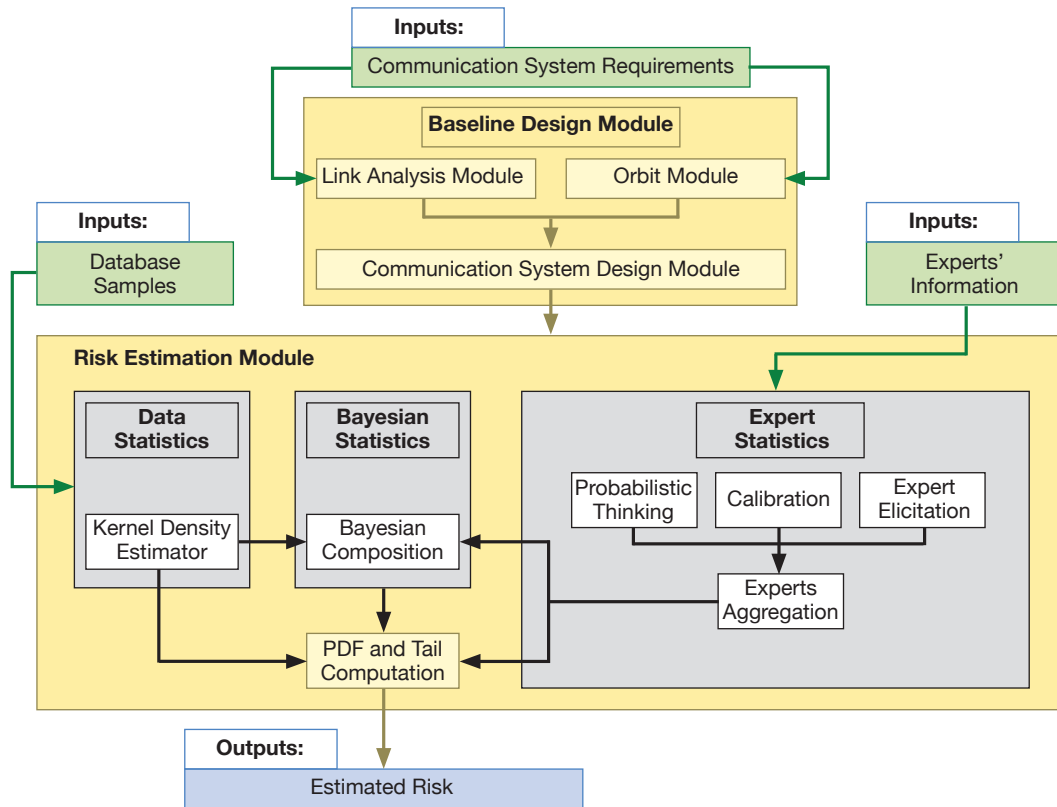 Inputs:
Communication System Requirements
Baseline Design Module
Link Analysis Module
Orbit Module
Communication System Design Module
Inputs:
Database
Samples
Inputs:
Experts’
Information
Risk Estimation Module
Data
Statistics
Kernel Density
Estimator
Bayesian
Statistics
Bayesian
Composition
Expert
Statistics
Probabilistic
Thinking
Calibration
Expert
Elicitation
Experts
Aggregation
PDF and Tail
Computation
Outputs:
Estimated Risk